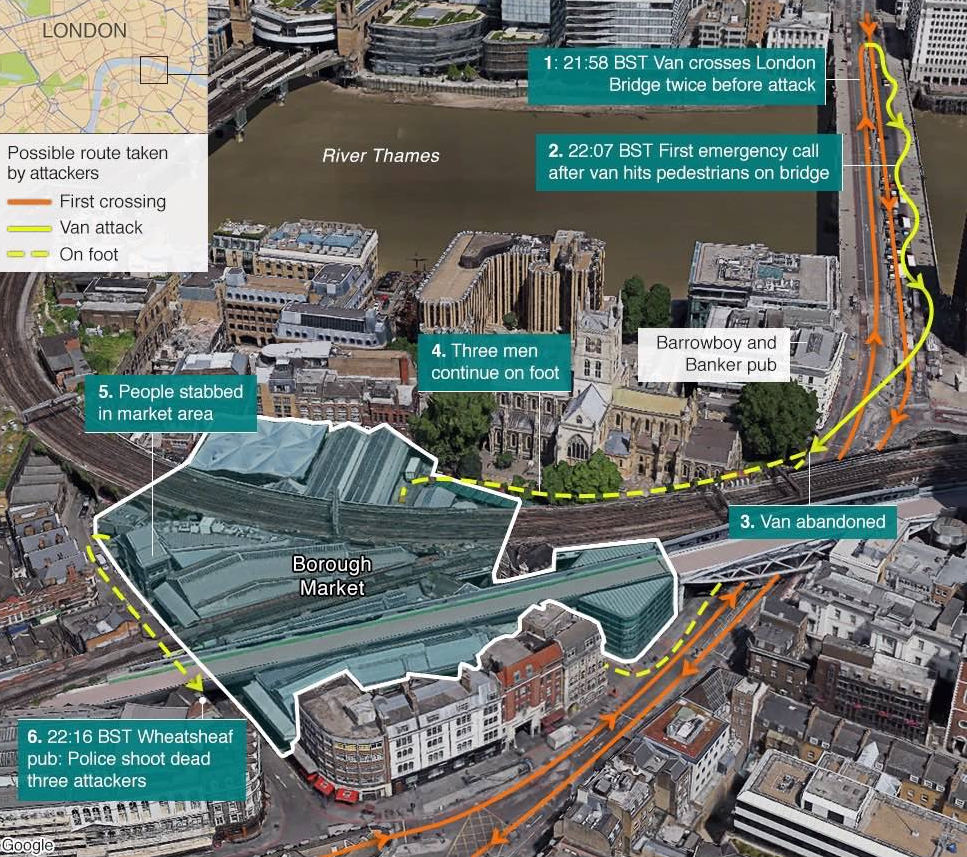 LONDON
Possible route taken
by attackers
First crossing
Van attack
On foot
River Thames
1: 21:58 BST Van crosses London
Bridge twice before attack
2. 22:07 BST First emergency call
after van hits pedestrians on bridge
Barrowboy and
Banker pub
4. Three men
continue on foot
5. People stabbed
in market area
3. Van abandoned
Borough
Market
6. 22:16 BST Wheatsheaf
pub: Police shoot dead
three attackers
Google